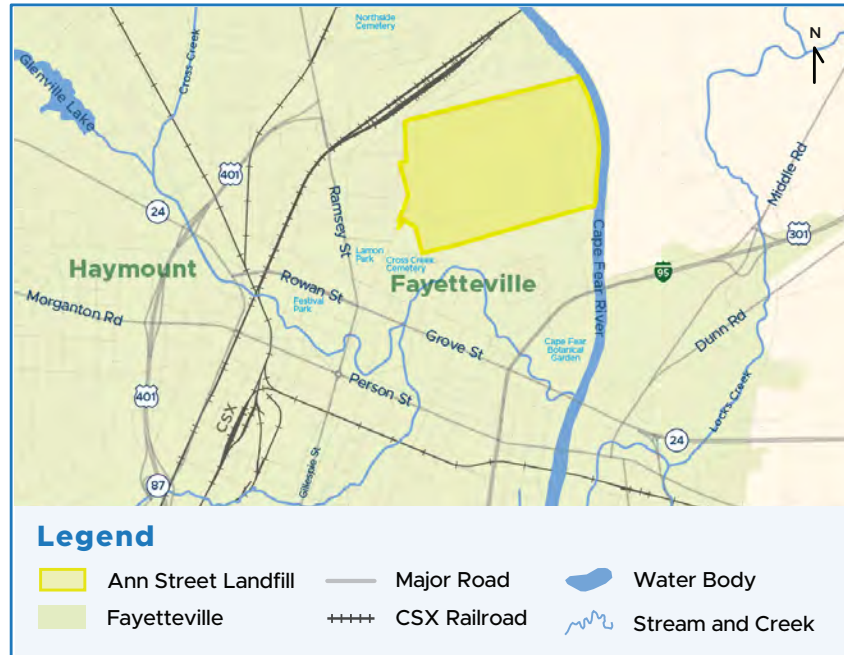 Northside
Cemetery
N
Cross Creek
Glenville Lake
401
24
Ramsey St
Middle Rd
301
95
Cape Fear River
Lamon
Park
Cross Creek
Cemetery
Haymount
Fayetteville
Rowan St
Festival
Park
Morganton Rd
Grove St
Cape Fear
Botanical
Garden
Dunn Rd
Person St
401
CSX
Locks Creek
24
Gillespie St
87
Legend
Ann Street Landfill
Major Road
Water Body
Fayetteville
CSX Railroad
Stream and Creek